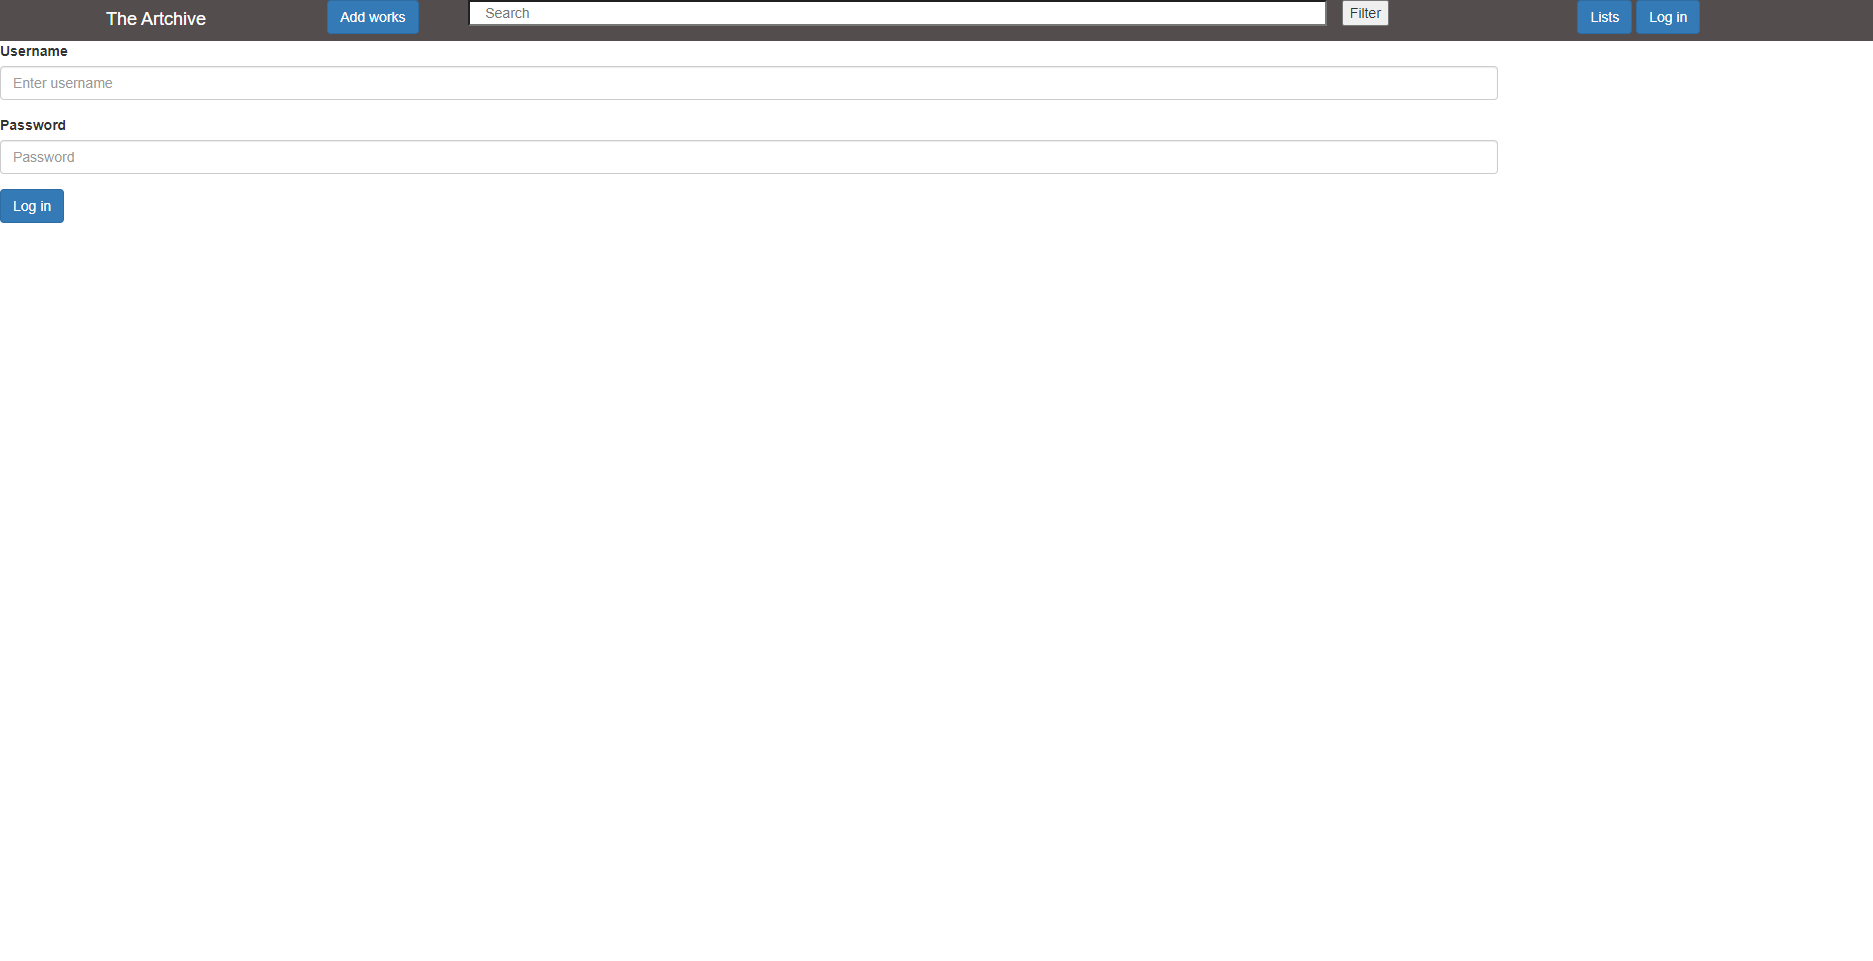 The Artchive Add works Search Filter Lists Log in
Username
Enter username
Password
Password
Log in